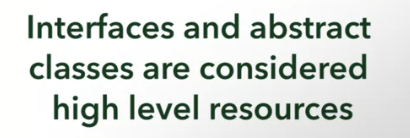 Interfaces and abstract
classes are considered
high level resources